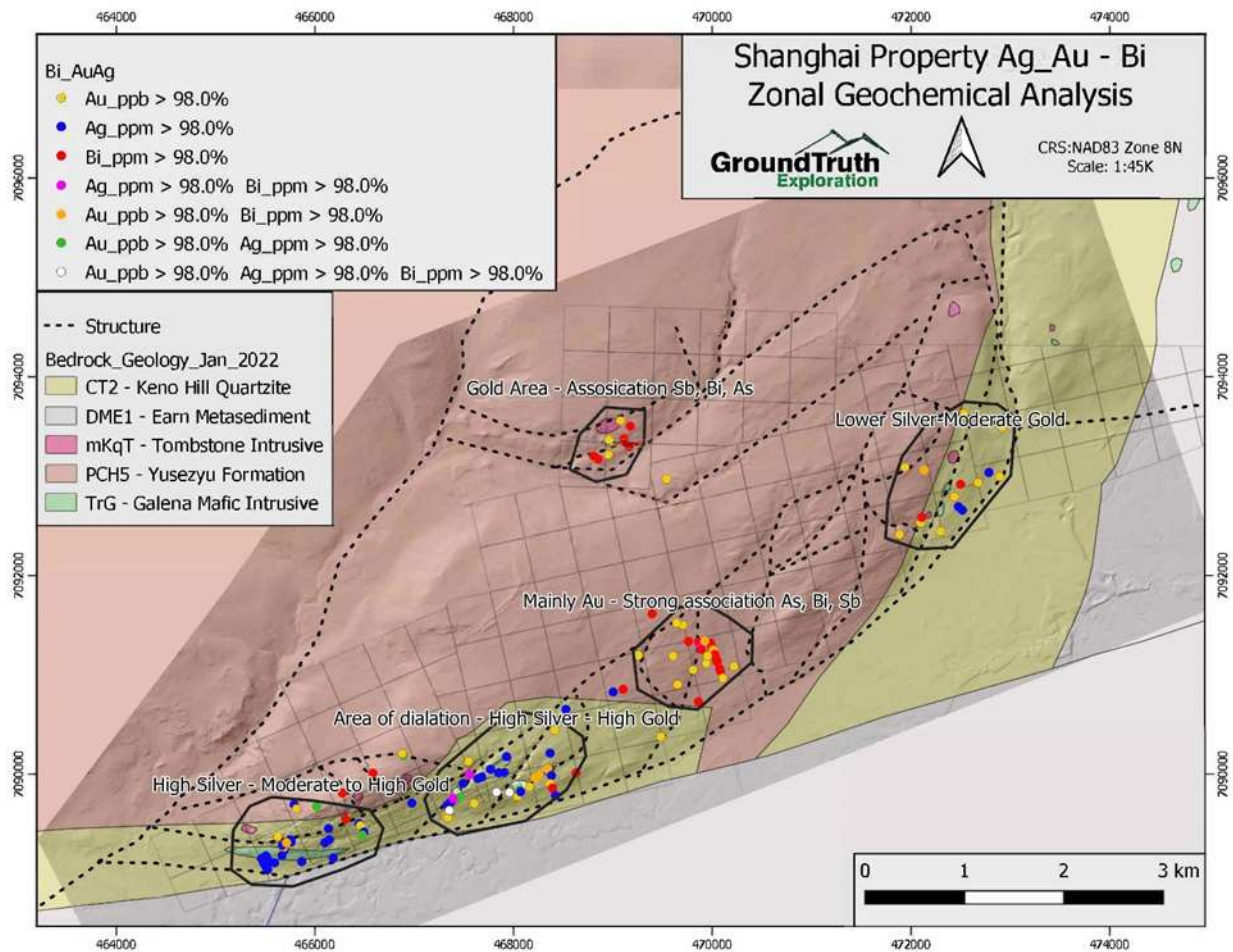 464000 466000 468000 470000 472000 474000
Shanghai Property Ag_Au - Bi
Zonal Geochemical Analysis
GroundTruth
Exploration
CRS:NAD83 Zone 8N
Scale: 1:45K
Bi_AuAg
Au_ppb > 98.0%
Ag_ppm > 98.0%
Bi_ppm > 98.0%
Ag_ppm > 98.0% Bi_ppm > 98.0%
Au_ppb > 98.0% Bi_ppm > 98.0%
Au_ppb > 98.0% Ag_ppm > 98.0%
Au_ppb > 98.0% Ag_ppm > 98.0% Bi_ppm > 98.0%
Structure
Bedrock_Geology_Jan_2022
CT2 - Keno Hill Quartzite
DME1 - Earn Metasediment
mKqT - Tombstone Intrusive
PCH5 - Yusezyu Formation
TrG - Galena Mafic Intrusive
7096000 7096000
7094000 7094000
7092000 7092000
7090000 7090000
Gold Area - Assosication Sb, Bi, As
Lower Silver-Moderate Gold
Mainly Au - Strong association As, Bi, Sb
Area of dialation - High Silver - High Gold
High Silver - Moderate to High Gold
0 1 2 3 km
464000 466000 468000 470000 472000 474000